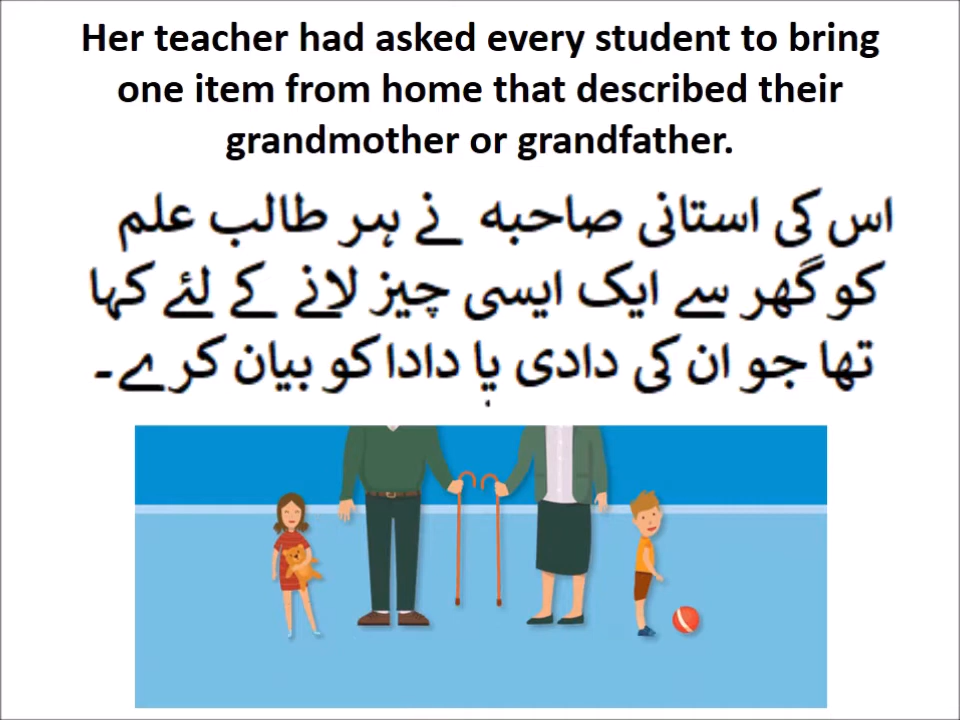 Her teacher had asked every student to bring
one item from home that described their
grandmother or grandfather.
اس کی استانی صاحبہ نے ہر طالب علم
کو گھر سے ایک ایسی چیز لانے کے لئے کہا
تھا جو ان کی دادی یا دادا کو بیان کرے۔